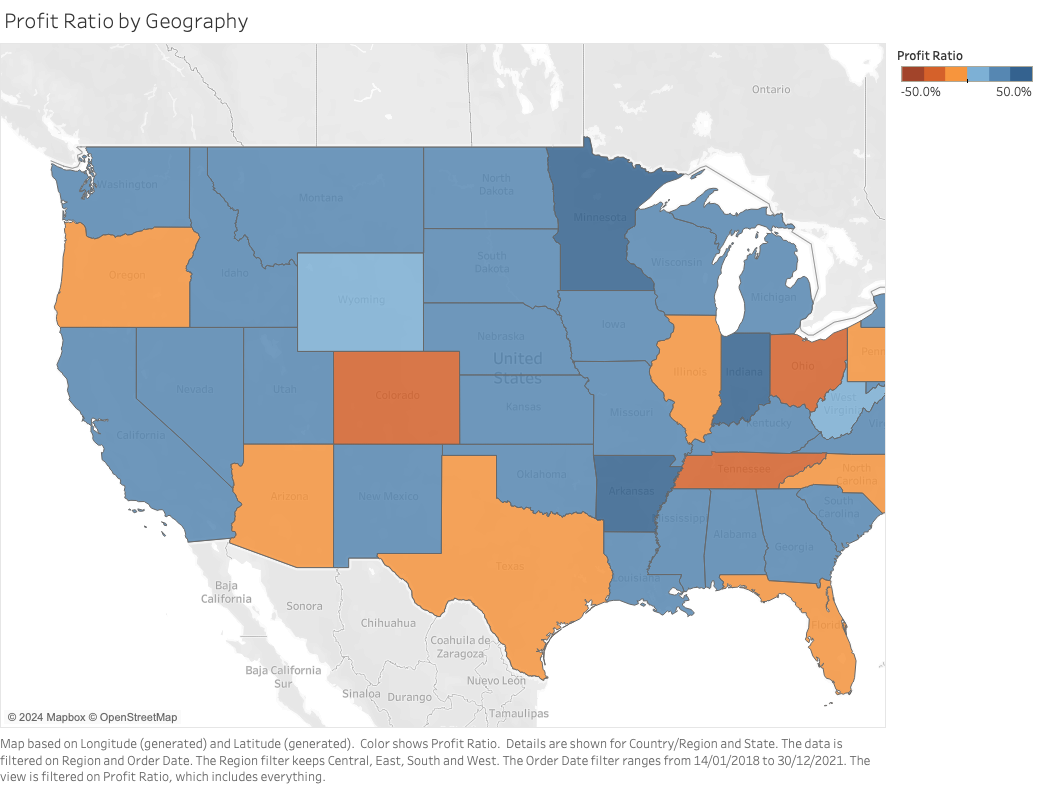 Profit Ratio by Geography
Profit Ratio
-50.0% 50.0%
Ontario
Washington
Montana
North
Dakota
Minnesota
Oregon
Idaho
South
Dakota
Wisconsin
Wyoming
Michigan
Iowa
Nebraska
United
States
Nevada
Utah
Colorado
Kansas
Illinois
Indiana
Ohio
West
Virginia
Missouri
Kentucky
California
Arizona
New Mexico
Oklahoma
Arkansas
Tennessee
North
Carolina
South
Carolina
Mississippi
Alabama
Georgia
Texas
Louisiana
Florida
Baja
California
Sonora
Chihuahua
Coahuila de
Zaragoza
Baja California
Sur
Sinaloa
Durango
Nuevo León
Tamaulipas
© 2024 Mapbox © OpenStreetMap
Map based on Longitude (generated) and Latitude (generated).  Color shows Profit Ratio.  Details are shown for Country/Region and State. The data is
filtered on Region and Order Date. The Region filter keeps Central, East, South and West. The Order Date filter ranges from 14/01/2018 to 30/12/2021. The
view is filtered on Profit Ratio, which includes everything.